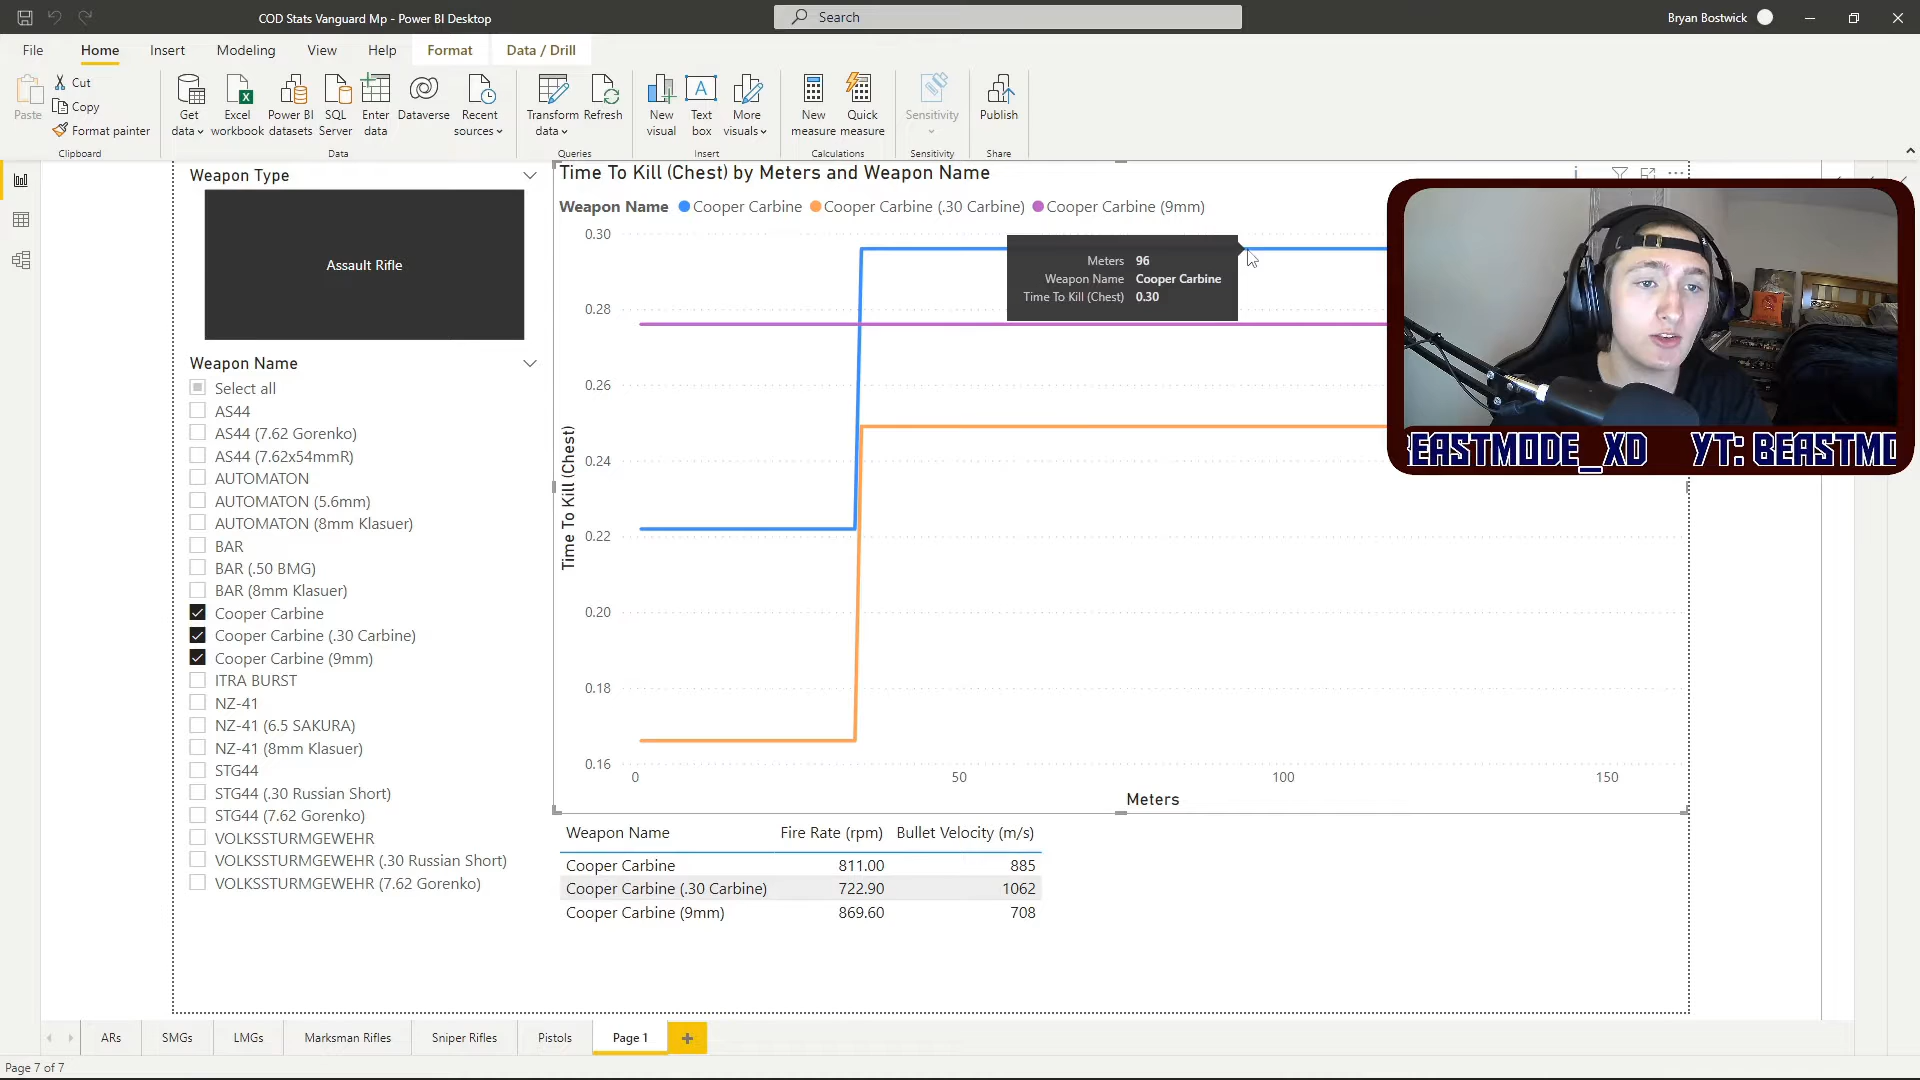 COD Stats Vanguard Mp - Power BI Desktop
Search
Bryan Bostwick
File Home Insert Modeling View Help Format Data / Drill
Paste
Cut
Copy
Format painter
Clipboard
Get data
Excel workbook
Power BI datasets
SQL Server
Enter data
Dataverse
Recent sources
Data
Transform data
Refresh
Queries
New visual
Text box
More visuals
Insert
New measure
Quick measure
Calculations
Sensitivity
Sensitivity
Publish
Share
Weapon Type
Assault Rifle
Weapon Name
Select all
AS44
AS44 (7.62 Gorenko)
AS44 (7.62x54mmR)
AUTOMATON
AUTOMATON (5.6mm)
AUTOMATON (8mm Klasuer)
BAR
BAR (.50 BMG)
BAR (8mm Klasuer)
Cooper Carbine
Cooper Carbine (.30 Carbine)
Cooper Carbine (9mm)
ITRA BURST
NZ-41
NZ-41 (6.5 SAKURA)
NZ-41 (8mm Klasuer)
STG44
STG44 (.30 Russian Short)
STG44 (7.62 Gorenko)
VOLKSSTURMGEWEHR
VOLKSSTURMGEWEHR (.30 Russian Short)
VOLKSSTURMGEWEHR (7.62 Gorenko)
Time To Kill (Chest) by Meters and Weapon Name
Weapon Name Cooper Carbine Cooper Carbine (.30 Carbine) Cooper Carbine (9mm)
Time To Kill (Chest)
0.30
0.28
0.26
0.24
0.22
0.20
0.18
0.16
0 50 100 150
Meters
Meters 96
Weapon Name Cooper Carbine
Time To Kill (Chest) 0.30
EASTMODE_XD YT: BEASTMO
Weapon Name Fire Rate (rpm) Bullet Velocity (m/s)
Cooper Carbine 811.00 885
Cooper Carbine (.30 Carbine) 722.90 1062
Cooper Carbine (9mm) 869.60 708
ARs SMGs LMGs Marksman Rifles Sniper Rifles Pistols Page 1
Page 7 of 7